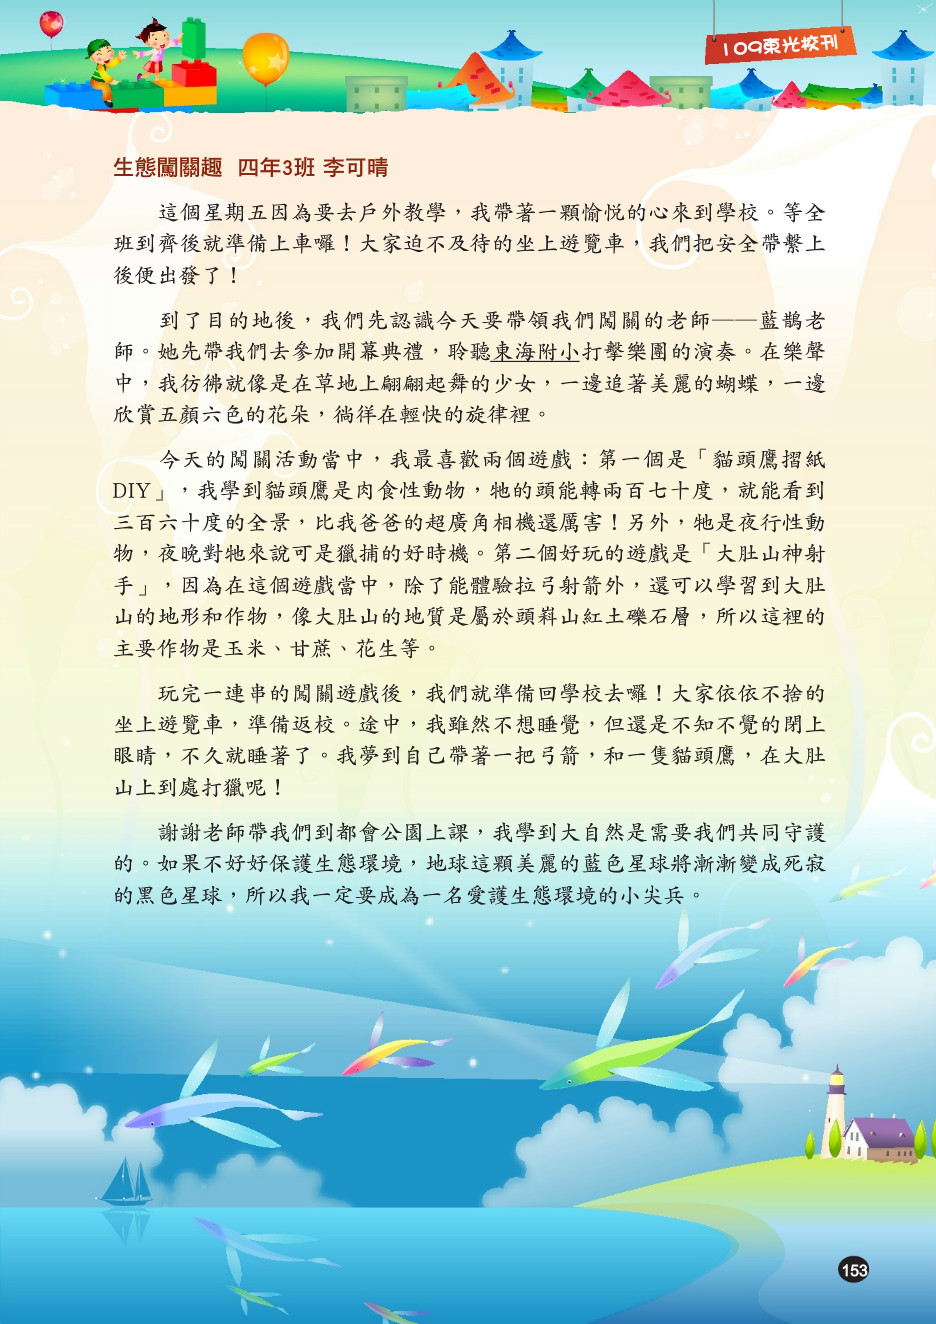 109東光校刊
生態闖關趣 四年3班 李可晴
這個星期五因為要去戶外教學，我帶著一顆愉悅的心來到學校。等全
班到齊後就準備上車囉！大家迫不及待的坐上遊覽車，我們把安全帶繫上
後便出發了！
到了目的地後，我們先認識今天要帶領我們闖關的老師──藍鵲老
師。她先帶我們去參加開幕典禮，聆聽東海附小打擊樂團的演奏。在樂聲
中，我彷彿就像是在草地上翩翩起舞的少女，一邊追著美麗的蝴蝶，一邊
欣賞五顏六色的花朵，徜徉在輕快的旋律裡。
今天的闖關活動當中，我最喜歡兩個遊戲：第一個是「貓頭鷹摺紙
DIY」，我學到貓頭鷹是肉食性動物，牠的頭能轉兩百七十度，就能看到
三百六十度的全景，比我爸爸的超廣角相機還厲害！另外，牠是夜行性動
物，夜晚對牠來說可是獵捕的好時機。第二個好玩的遊戲是「大肚山神射
手」，因為在這個遊戲當中，除了能體驗拉弓射箭外，還可以學習到大肚
山的地形和作物，像大肚山的地質是屬於頭嵙山紅土礫石層，所以這裡的
主要作物是玉米、甘蔗、花生等。
玩完一連串的闖關遊戲後，我們就準備回學校去囉！大家依依不捨的
坐上遊覽車，準備返校。途中，我雖然不想睡覺，但還是不知不覺的閉上
眼睛，不久就睡著了。我夢到自己帶著一把弓箭，和一隻貓頭鷹，在大肚
山上到處打獵呢！
謝謝老師帶我們到都會公園上課，我學到大自然是需要我們共同守護
的。如果不好好保護生態環境，地球這顆美麗的藍色星球將漸漸變成死寂
的黑色星球，所以我一定要成為一名愛護生態環境的小尖兵。
153